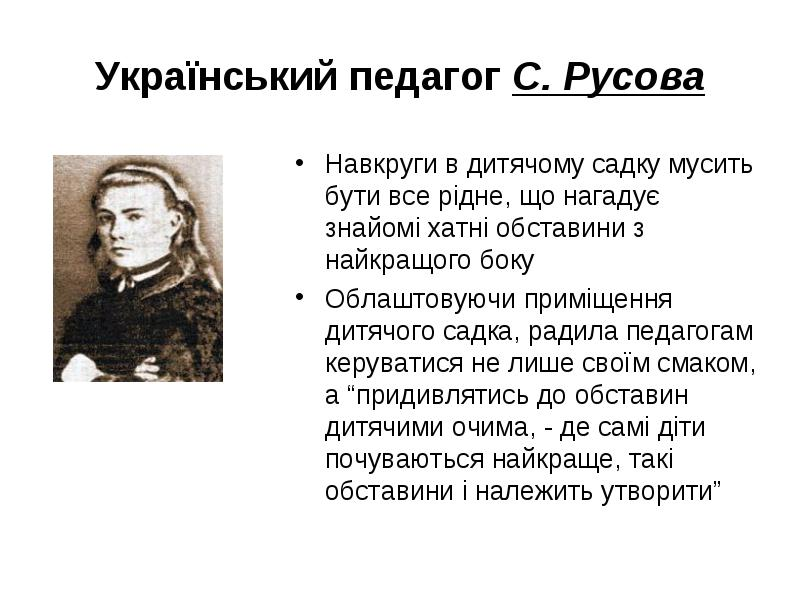 Український педагог С. Русова
• Навкруги в дитячому садку мусить
бути все рідне, що нагадує
знайомі хатні обставини з
найкращого боку
• Облаштовуючи приміщення
дитячого садка, радила педагогам
керуватися не лише своїм смаком,
а “придивлятись до обставин
дитячими очима, - де самі діти
почуваються найкраще, такі
обставини і належить утворити”